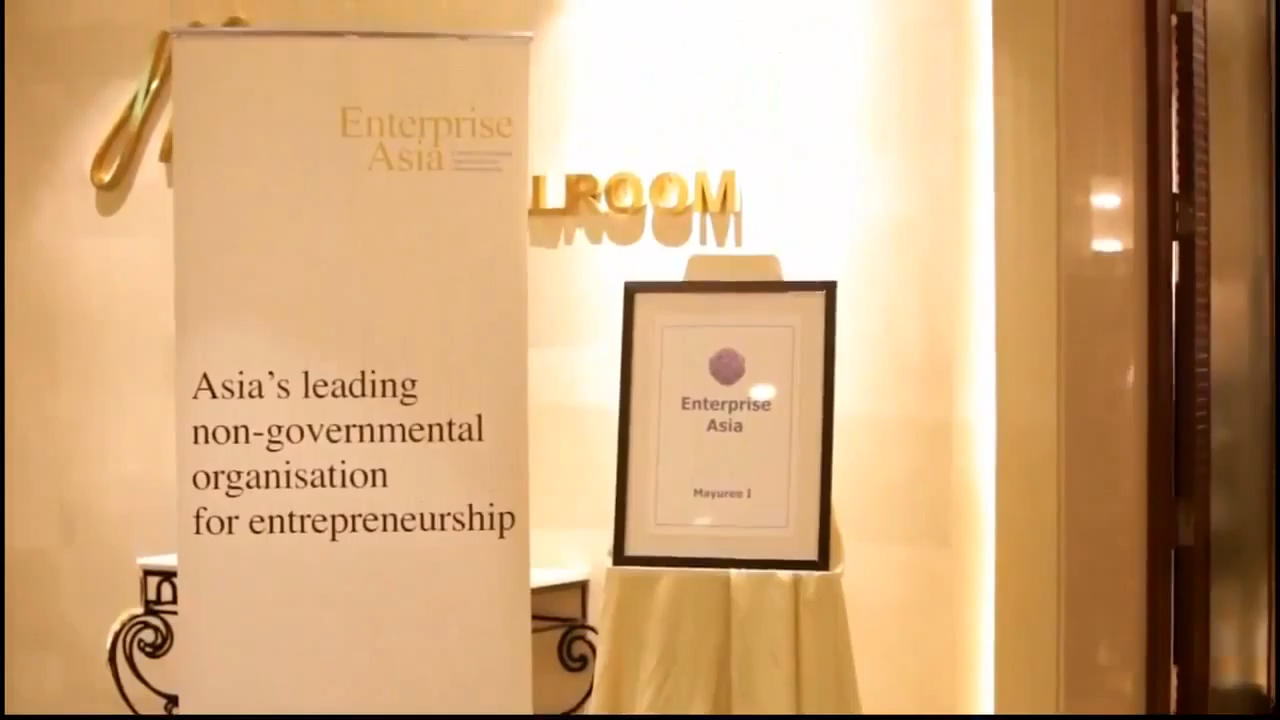 Enterprise
Asia
Asia's leading
non-governmental
organisation
for entrepreneurship
LROOM
Enterprise
Asia
Mayuree I